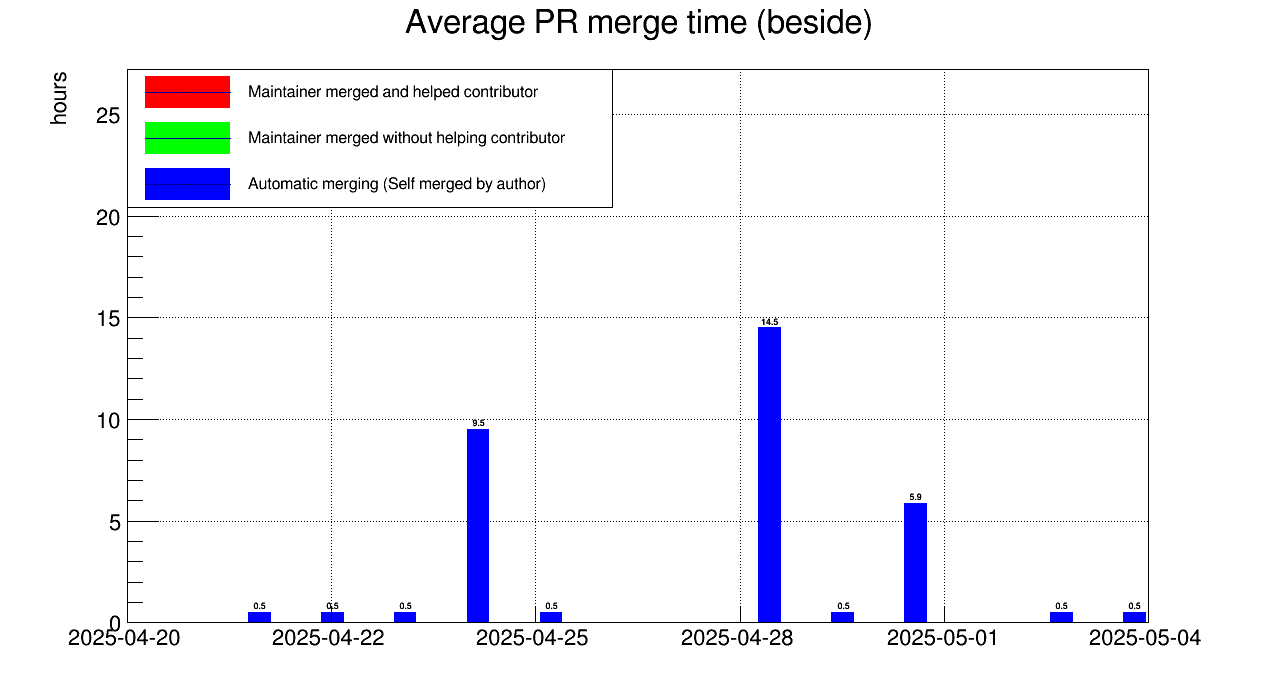 Average PR merge time (beside)
hours
Maintainer merged and helped contributor
Maintainer merged without helping contributor
Automatic merging (Self merged by author)
25
20
15
10
5
0
14.5
9.5
5.9
0.5 0.5 0.5 0.5 0.5 0.5 0.5
2025-04-20 2025-04-22 2025-04-25 2025-04-28 2025-05-01 2025-05-04